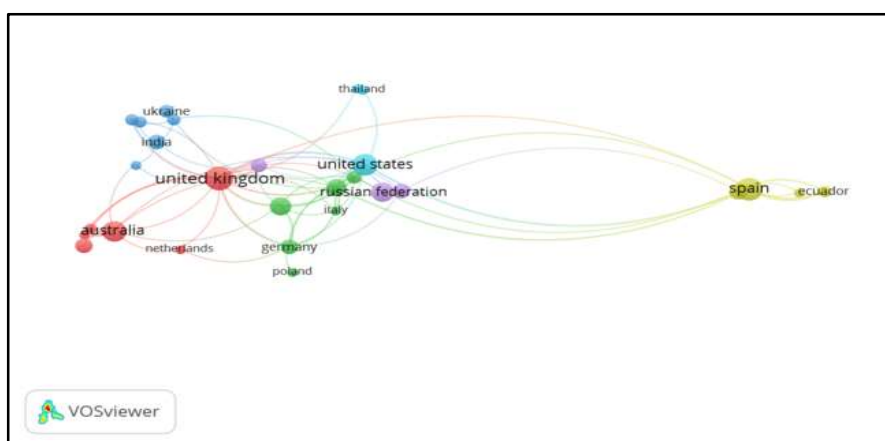 thailand
ukraine
india
united states
united kingdom
russian federation
spain
ecuador
italy
australia
netherlands
germany
poland
VOSviewer